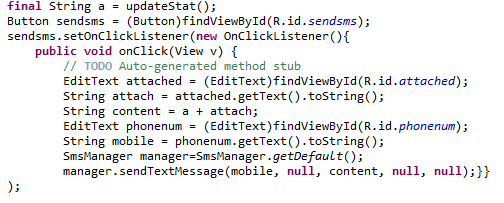 final String a = updateStat();
Button sendsms = (Button)findViewById(R.id.sendsms);
sendsms.setOnClickListener(new OnClickListener(){
    public void onClick(View v) {
        // TODO Auto-generated method stub
        EditText attached = (EditText)findViewById(R.id.attached);
        String attach = attached.getText().toString();
        String content = a + attach;
        EditText phonenum = (EditText)findViewById(R.id.phonenum);
        String mobile = phonenum.getText().toString();
        SmsManager manager=SmsManager.getDefault();
        manager.sendTextMessage(mobile, null, content, null, null);}}
);